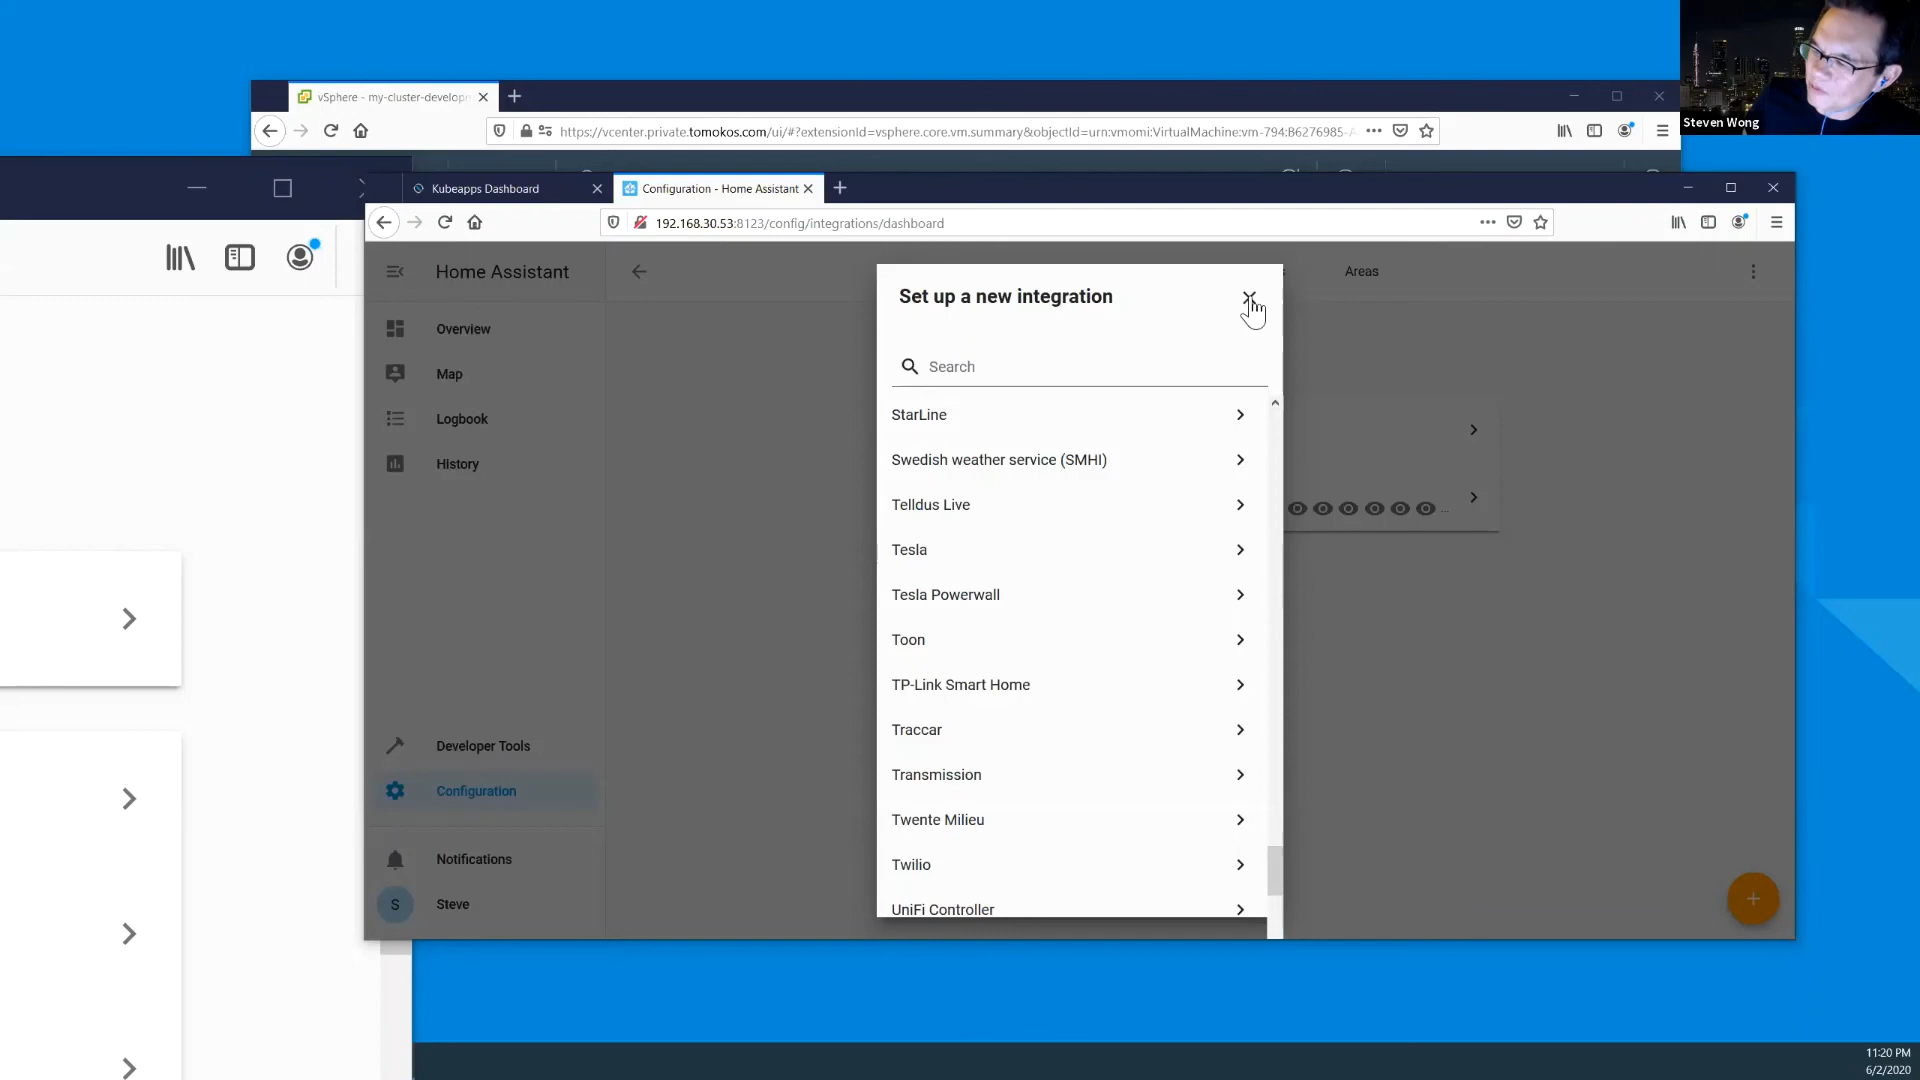 Steven Wong
vSphere - my-cluster-develop
https://vcenter.private.tomokos.com/ui/#?extensionId=vsphere.core.vm.summary&objectId=urn:vmomi:VirtualMachine:vm-794:B6276985-
Kubeapps Dashboard
Configuration - Home Assistant
192.168.30.53:8123/config/integrations/dashboard
Home Assistant
Areas
Overview
Map
Logbook
History
Developer Tools
Configuration
Notifications
S
Steve
Set up a new integration
Search
StarLine
Swedish weather service (SMHI)
Telldus Live
Tesla
Tesla Powerwall
Toon
TP-Link Smart Home
Traccar
Transmission
Twente Milieu
Twilio
UniFi Controller
...
11:20 PM
6/2/2020